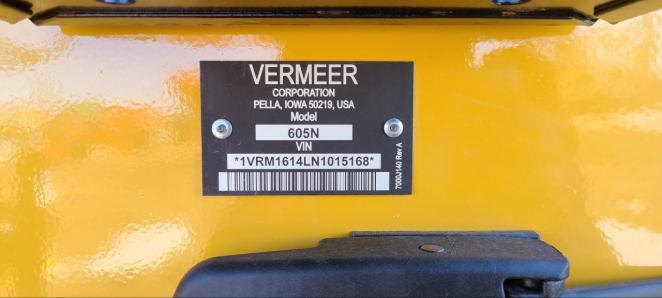 VERMEER
CORPORATION
PELLA, IOWA 50219, USA
Model
605N
VIN
*1VRM1614LN1015168*
7000J140 Rev A